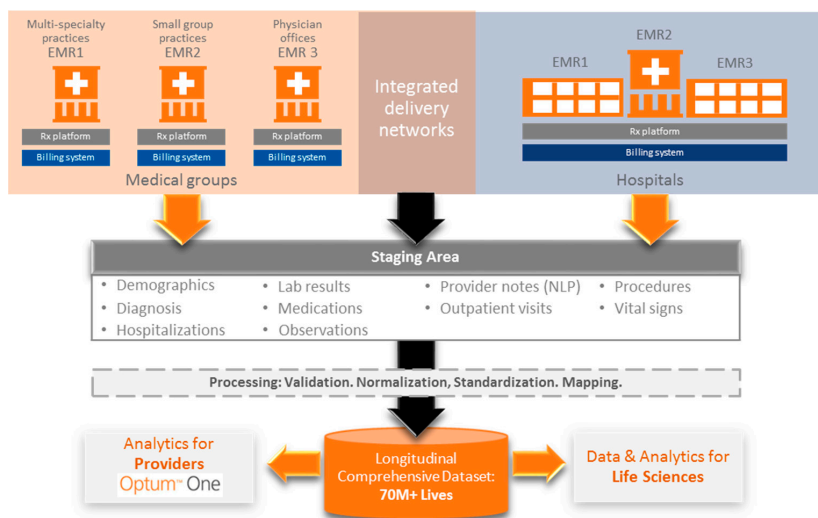 Multi-specialty
practices
EMR1
Small group
practices
EMR2
Physician
offices
EMR 3
Rx platform
Billing system
Rx platform
Billing system
Rx platform
Billing system
Medical groups
Integrated
delivery
networks
EMR1
EMR2
EMR3
Rx platform
Billing system
Hospitals
Staging Area
• Demographics
• Diagnosis
• Hospitalizations
• Lab results
• Medications
• Observations
• Provider notes (NLP)
• Outpatient visits
• Procedures
• Vital signs
Processing: Validation. Normalization, Standardization. Mapping.
Analytics for
Providers
Optum™ One
Longitudinal
Comprehensive Dataset:
70M+ Lives
Data & Analytics for
Life Sciences